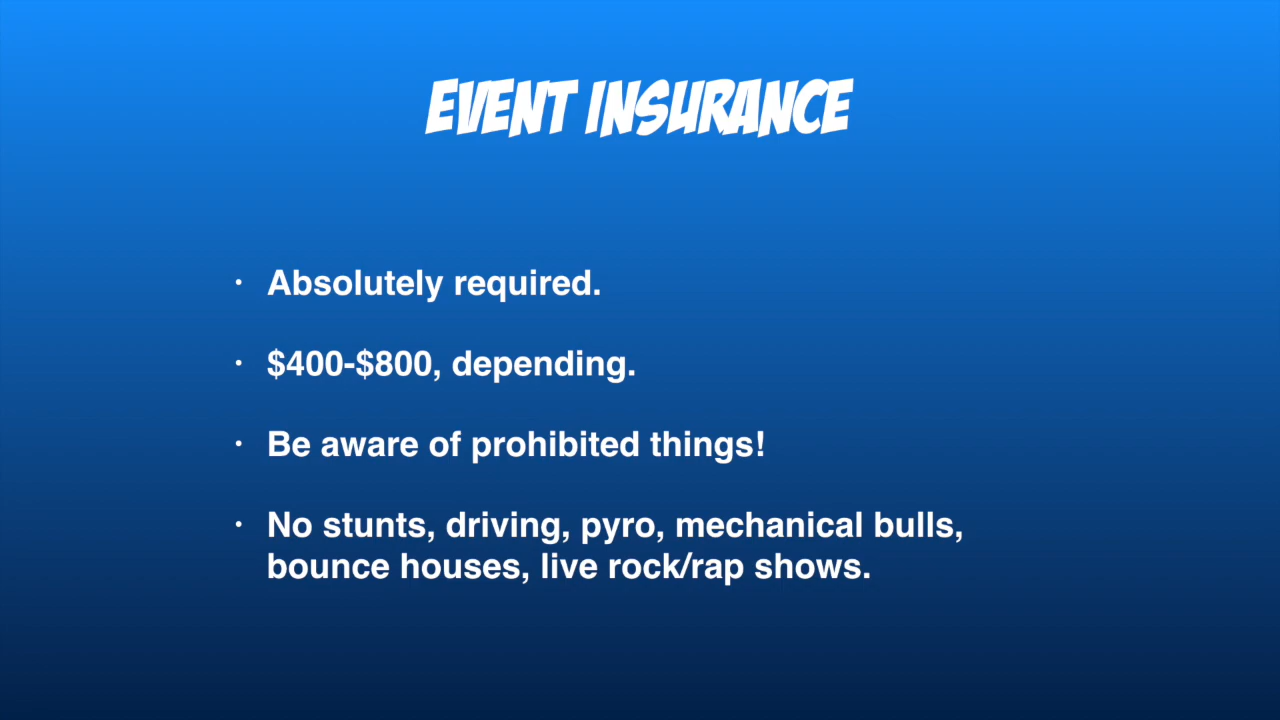 EVENT INSURANCE
• Absolutely required.
• $400-$800, depending.
• Be aware of prohibited things!
• No stunts, driving, pyro, mechanical bulls,
bounce houses, live rock/rap shows.